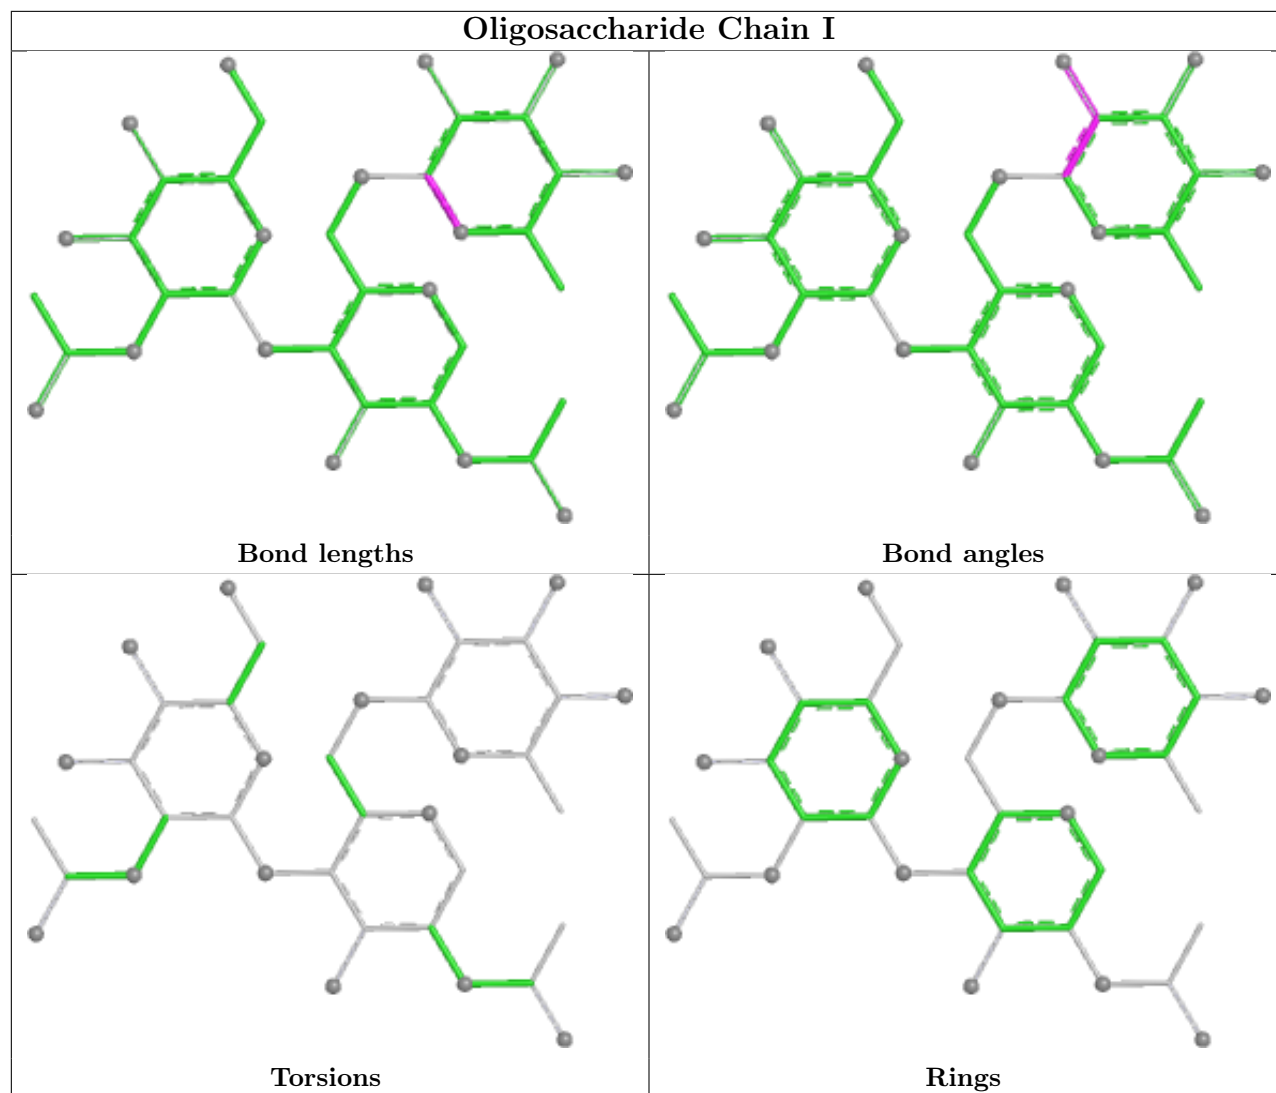 Oligosaccharide Chain I
Bond lengths
Bond angles
Torsions
Rings